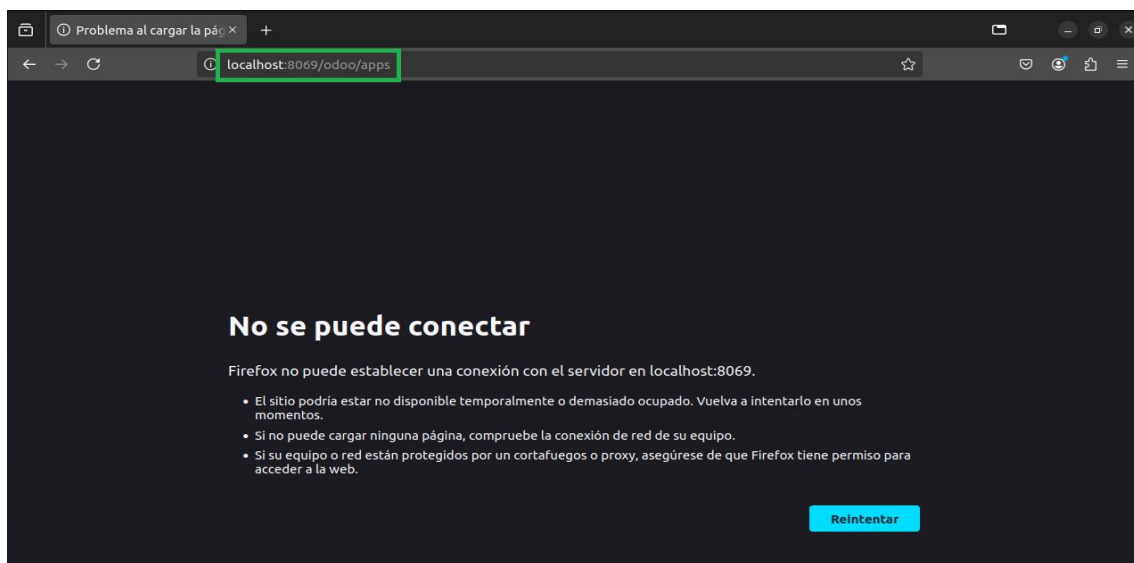 Problema al cargar la pág
localhost:8069/odoo/apps
No se puede conectar
Firefox no puede establecer una conexión con el servidor en localhost:8069.
• El sitio podría estar no disponible temporalmente o demasiado ocupado. Vuelva a intentarlo en unos
momentos.
• Si no puede cargar ninguna página, compruebe la conexión de red de su equipo.
• Si su equipo o red están protegidos por un cortafuegos o proxy, asegúrese de que Firefox tiene permiso para
acceder a la web.
Reintentar